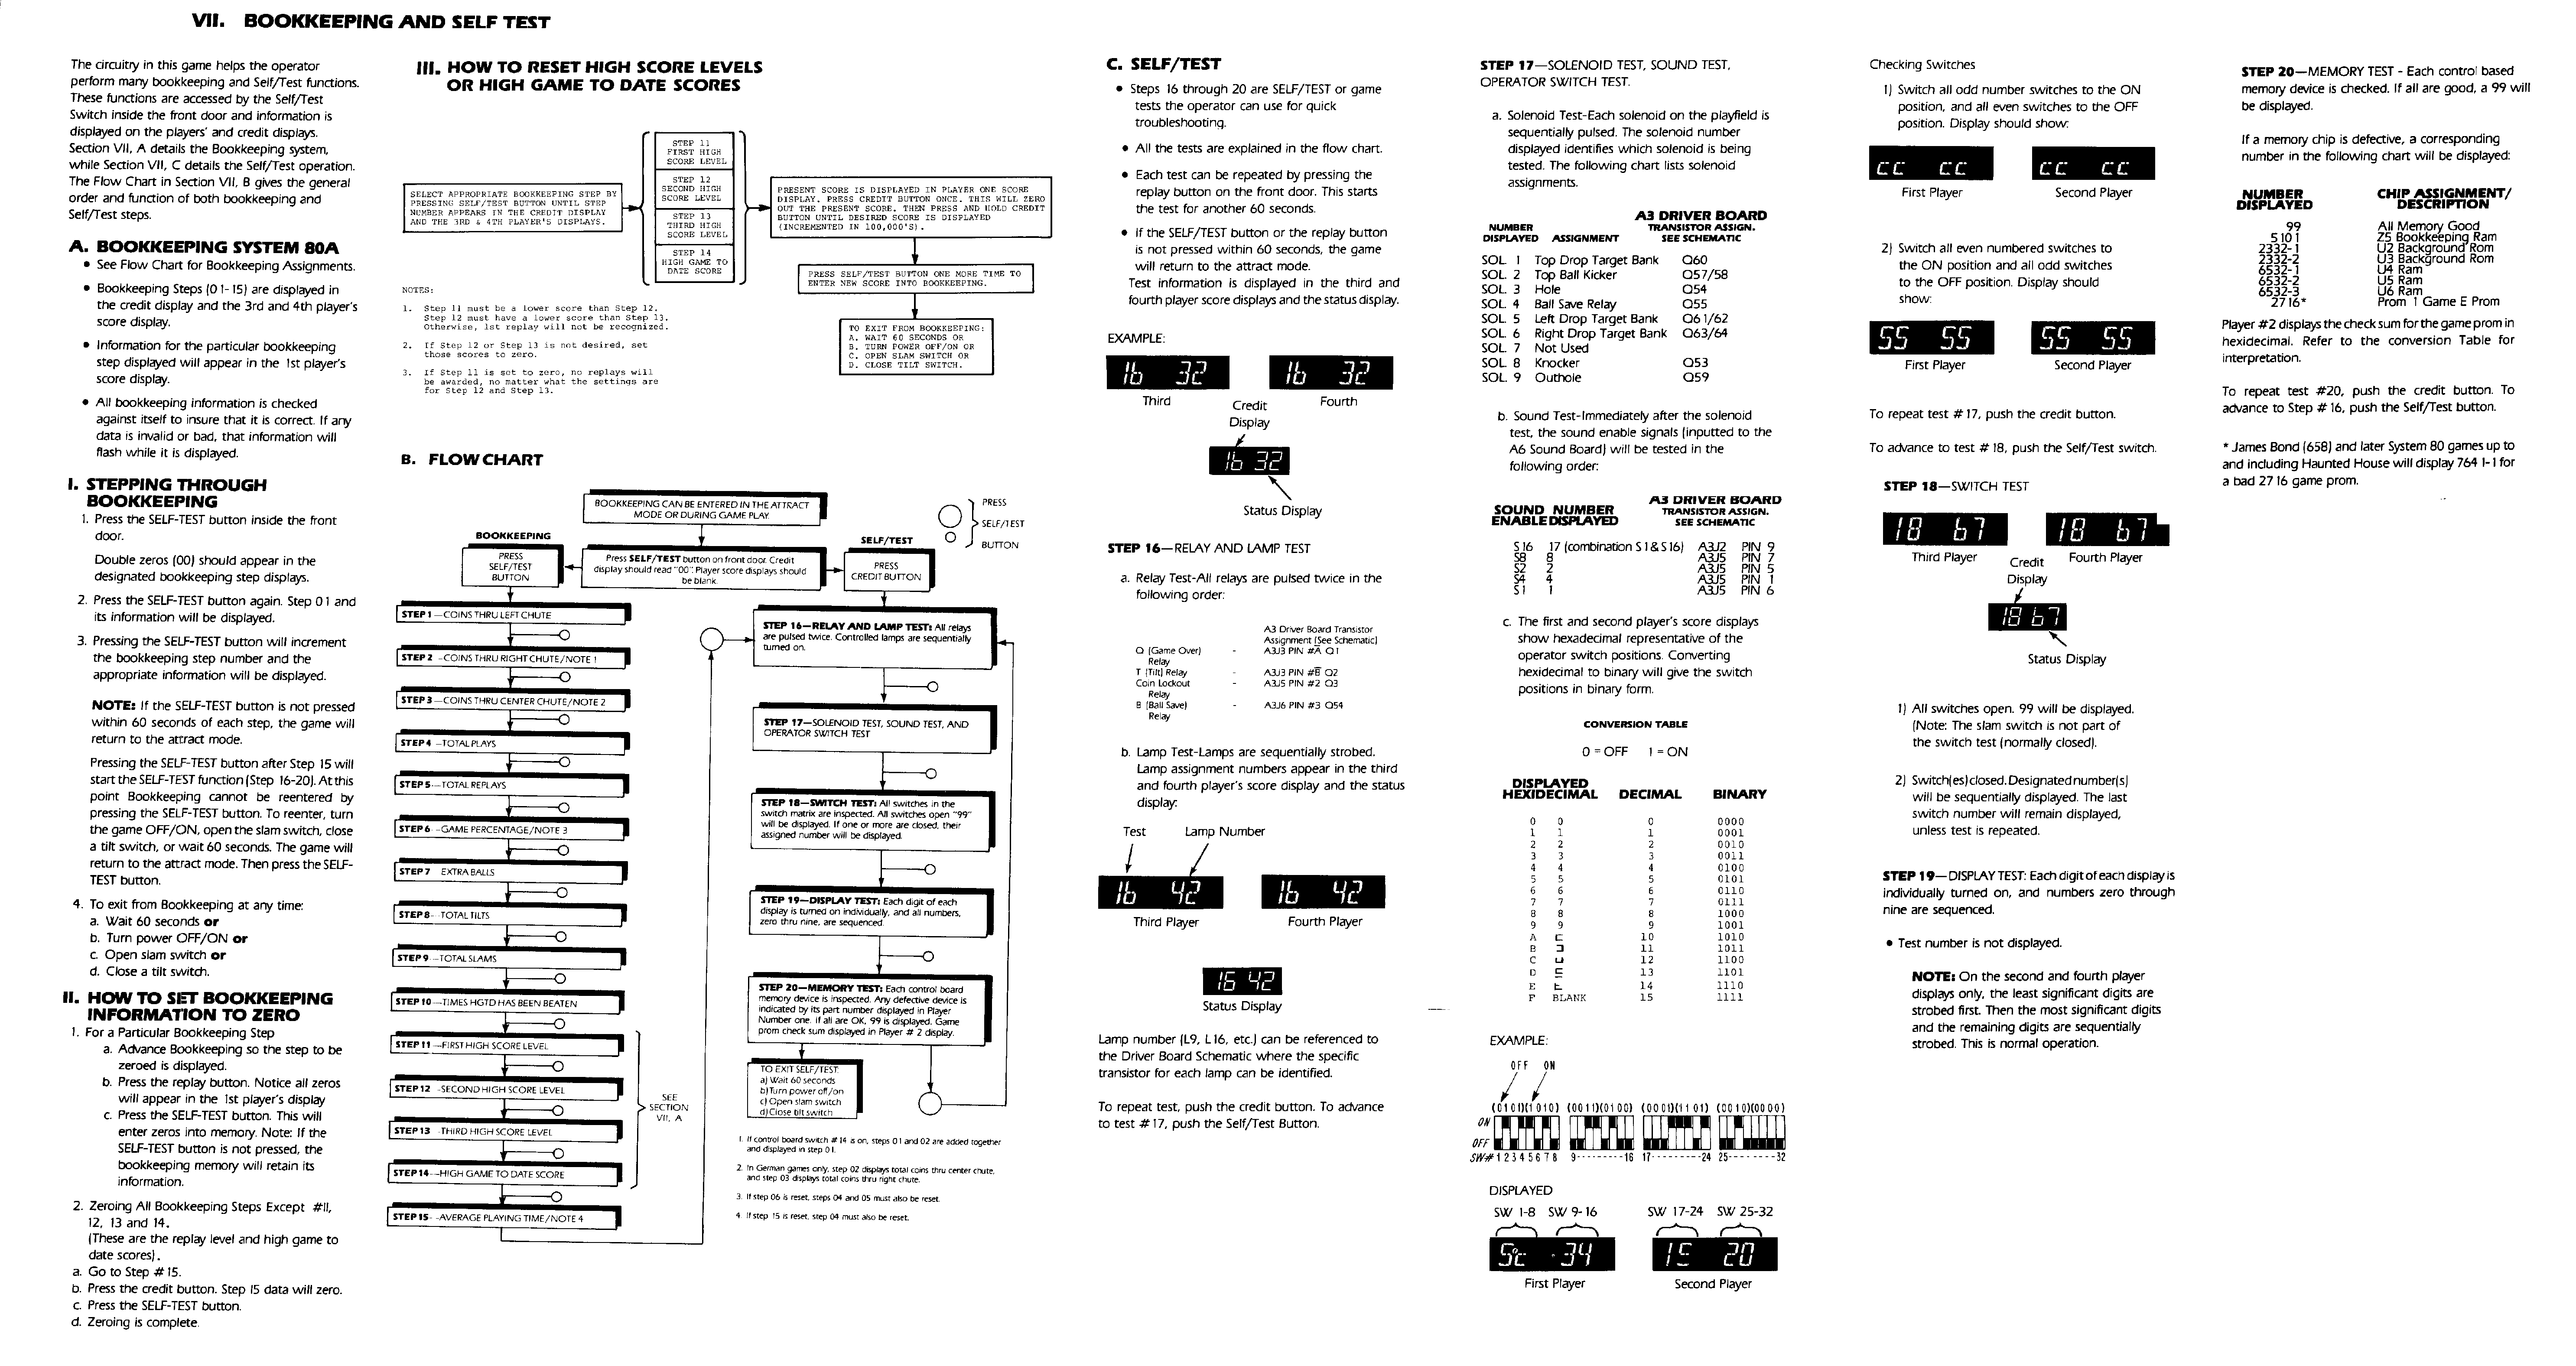 VII. BOOKKEEPING AND SELF TEST
The circuitry in this game helps the operator
perform many bookkeeping and Self/Test functions.
These functions are accessed by the Self/Test
Switch inside the front door and information is
displayed on the players' and credit displays.
Section VII, A details the Bookkeeping system,
while Section VII, C details the Self/Test operation.
The Flow Chart in Section VII, B gives the general
order and function of both bookkeeping and
Self/Test steps.
A. BOOKKEEPING SYSTEM 80A
• See Flow Chart for Bookkeeping Assignments.
• Bookkeeping Steps (01-15) are displayed in
the credit display and the 3rd and 4th player's
score display.
• Information for the particular bookkeeping
step displayed will appear in the 1st player's
score display.
• All bookkeeping information is checked
against itself to insure that it is correct. If any
data is invalid or bad, that information will
flash while it is displayed.
I. STEPPING THROUGH
BOOKKEEPING
1. Press the SELF-TEST button inside the front
door.
Double zeros (00) should appear in the
designated bookkeeping step displays.
2. Press the SELF-TEST button again. Step 01 and
its information will be displayed.
3. Pressing the SELF-TEST button will increment
the bookkeeping step number and the
appropriate information will be displayed.
NOTE: If the SELF-TEST button is not pressed
within 60 seconds of each step, the game will
return to the attract mode.
Pressing the SELF-TEST button after Step 15 will
start the SELF-TEST function (Step 16-20). At this
point Bookkeeping cannot be reentered by
pressing the SELF-TEST button. To reenter, turn
the game OFF/ON, open the slam switch, close
a tilt switch, or wait 60 seconds. The game will
return to the attract mode. Then press the SELF-
TEST button.
4. To exit from Bookkeeping at any time:
a. Wait 60 seconds or
b. Turn power OFF/ON or
c. Open slam switch or
d. Close a tilt switch.
II. HOW TO SET BOOKKEEPING
INFORMATION TO ZERO
1. For a Particular Bookkeeping Step
a. Advance Bookkeeping so the step to be
zeroed is displayed.
b. Press the replay button. Notice all zeros
will appear in the 1st player's display
c. Press the SELF-TEST button. This will
enter zeros into memory. Note: If the
SELF-TEST button is not pressed, the
bookkeeping memory will retain its
information.
2. Zeroing All Bookkeeping Steps Except #11,
12, 13 and 14.
(These are the replay level and high game to
date scores).
a. Go to Step #15.
b. Press the credit button. Step 15 data will zero.
c. Press the SELF-TEST button.
d. Zeroing is complete.
III. HOW TO RESET HIGH SCORE LEVELS
OR HIGH GAME TO DATE SCORES
SELECT APPROPRIATE BOOKKEEPING STEP BY
PRESSING SELF/TEST BUTTON UNTIL STEP
NUMBER APPEARS IN THE CREDIT DISPLAY
AND THE 3RD & 4TH PLAYER'S DISPLAYS.
STEP 11
FIRST HIGH
SCORE LEVEL
STEP 12
SECOND HIGH
SCORE LEVEL
STEP 13
THIRD HIGH
SCORE LEVEL
STEP 14
HIGH GAME TO
DATE SCORE
PRESENT SCORE IS DISPLAYED IN PLAYER ONE SCORE
DISPLAY. PRESS CREDIT BUTTON ONCE. THIS WILL ZERO
OUT THE PRESENT SCORE. THEN PRESS AND HOLD CREDIT
BUTTON UNTIL DESIRED SCORE IS DISPLAYED
(INCREMENTED IN 100,000'S).
PRESS SELF/TEST BUTTON ONE MORE TIME TO
ENTER NEW SCORE INTO BOOKKEEPING.
TO EXIT FROM BOOKKEEPING:
A. WAIT 60 SECONDS OR
B. TURN POWER OFF/ON OR
C. OPEN SLAM SWITCH OR
D. CLOSE TILT SWITCH.
NOTES:
1. Step 11 must be a lower score than Step 12.
Step 12 must have a lower score than Step 13.
Otherwise, 1st replay will not be recognized.
2. If Step 12 or Step 13 is not desired, set
those scores to zero.
3. If Step 11 is set to zero, no replays will
be awarded, no matter what the settings are
for Step 12 and Step 13.
B. FLOW CHART
BOOKKEEPING CAN BE ENTERED IN THE ATTRACT
MODE OR DURING GAME PLAY.
PRESS
SELF/TEST
BUTTON
BOOKKEEPING
PRESS
SELF/TEST
BUTTON
Press SELF/TEST button on front door. Credit
display should read "00". Player score displays should
be blank.
SELF/TEST
PRESS
CREDIT BUTTON
STEP 1—COINS THRU LEFT CHUTE
STEP 2 -COINS THRU RIGHT CHUTE/NOTE 1
STEP 3—COINS THRU CENTER CHUTE/NOTE 2
STEP 4 -TOTAL PLAYS
STEP 5--TOTAL REPLAYS
STEP 6--GAME PERCENTAGE/NOTE 3
STEP 7 EXTRA BALLS
STEP 8--TOTAL TILTS
STEP 9--TOTAL SLAMS
STEP 10--TIMES HGTD HAS BEEN BEATEN
STEP 11--FIRST HIGH SCORE LEVEL
STEP 12 -SECOND HIGH SCORE LEVEL
STEP 13 -THIRD HIGH SCORE LEVEL
STEP 14--HIGH GAME TO DATE SCORE
STEP 15- -AVERAGE PLAYING TIME/NOTE 4
SEE
SECTION
VII, A
STEP 16—RELAY AND LAMP TEST: All relays
are pulsed twice. Controlled lamps are sequentially
turned on.
STEP 17—SOLENOID TEST, SOUND TEST, AND
OPERATOR SWITCH TEST
STEP 18—SWITCH TEST: All switches in the
switch matrix are inspected. All switches open "99"
will be displayed. If one or more are closed, their
assigned number will be displayed.
STEP 19—DISPLAY TEST: Each digit of each
display is turned on individually, and all numbers,
zero thru nine, are sequenced.
STEP 20—MEMORY TEST: Each control board
memory device is inspected. Any defective device is
indicated by its part number displayed in Player
Number one. If all are OK, 99 is displayed. Game
prom check sum displayed in Player # 2 display.
TO EXIT SELF/TEST:
a) Wait 60 seconds
b) Turn power off/on
c) Open slam switch
d) Close tilt switch
1. If control board switch #14 is on, steps 01 and 02 are added together
and displayed in step 01.
2. In German games only, step 02 displays total coins thru center chute,
and step 03 displays total coins thru right chute.
3. If step 06 is reset, steps 04 and 05 must also be reset.
4. If step 15 is reset, step 04 must also be reset.
C. SELF/TEST
• Steps 16 through 20 are SELF/TEST or game
tests the operator can use for quick
troubleshooting.
• All the tests are explained in the flow chart.
• Each test can be repeated by pressing the
replay button on the front door. This starts
the test for another 60 seconds.
• If the SELF/TEST button or the replay button
is not pressed within 60 seconds, the game
will return to the attract mode.
Test information is displayed in the third and
fourth player score displays and the status display.
EXAMPLE:
16 32 16 32
Third Fourth
Credit
Display
16 32
Status Display
STEP 16—RELAY AND LAMP TEST
a. Relay Test-All relays are pulsed twice in the
following order:
A3 Driver Board Transistor
Assignment (See Schematic)
Q (Game Over) - A3J3 PIN #A̅ Q1
Relay
T (Tilt) Relay - A3J3 PIN #B̅ Q2
Coin Lockout - A3J5 PIN #2 Q3
Relay
B (Ball Save) - A3J6 PIN #3 Q54
Relay
b. Lamp Test-Lamps are sequentially strobed.
Lamp assignment numbers appear in the third
and fourth player's score display and the status
display:
Test Lamp Number
16 42 16 42
Third Player Fourth Player
16 42
Status Display
Lamp number (L9, L16, etc.) can be referenced to
the Driver Board Schematic where the specific
transistor for each lamp can be identified.
To repeat test, push the credit button. To advance
to test #17, push the Self/Test Button.
STEP 17—SOLENOID TEST, SOUND TEST,
OPERATOR SWITCH TEST.
a. Solenoid Test-Each solenoid on the playfield is
sequentially pulsed. The solenoid number
displayed identifies which solenoid is being
tested. The following chart lists solenoid
assignments.
A3 DRIVER BOARD
NUMBER TRANSISTOR ASSIGN.
DISPLAYED ASSIGNMENT SEE SCHEMATIC
SOL. 1 Top Drop Target Bank Q60
SOL. 2 Top Ball Kicker Q57/58
SOL. 3 Hole Q54
SOL. 4 Ball Save Relay Q55
SOL. 5 Left Drop Target Bank Q61/62
SOL. 6 Right Drop Target Bank Q63/64
SOL. 7 Not Used
SOL. 8 Knocker Q53
SOL. 9 Outhole Q59
b. Sound Test-Immediately after the solenoid
test, the sound enable signals (inputted to the
A6 Sound Board) will be tested in the
following order:
A3 DRIVER BOARD
SOUND NUMBER TRANSISTOR ASSIGN.
ENABLE DISPLAYED SEE SCHEMATIC
S16 17 (combination S1 & S16) A3J2 PIN 9
S8 8 A3J5 PIN 7
S2 2 A3J5 PIN 5
S4 4 A3J5 PIN 1
S1 1 A3J5 PIN 6
c. The first and second player's score displays
show hexadecimal representative of the
operator switch positions. Converting
hexidecimal to binary will give the switch
positions in binary form.
CONVERSION TABLE
0 = OFF 1 = ON
DISPLAYED
HEXIDECIMAL DECIMAL BINARY
0 0 0 0000
1 1 1 0001
2 2 2 0010
3 3 3 0011
4 4 4 0100
5 5 5 0101
6 6 6 0110
7 7 7 0111
8 8 8 1000
9 9 9 1001
A 10 1010
B 11 1011
C 12 1100
D 13 1101
E 14 1110
F BLANK 15 1111
EXAMPLE:
OFF ON
(0101)(1010) (0011)(0100) (0001)(1101) (0010)(0000)
ON
OFF
SW# 1 2 3 4 5 6 7 8 9---------16 17---------24 25--------32
DISPLAYED
SW 1-8 SW 9-16 SW 17-24 SW 25-32
34 20
First Player Second Player
Checking Switches
1) Switch all odd number switches to the ON
position, and all even switches to the OFF
position. Display should show:
cc cc cc cc
First Player Second Player
2) Switch all even numbered switches to
the ON position and all odd switches
to the OFF position. Display should
show:
55 55 55 55
First Player Second Player
To repeat test #17, push the credit button.
To advance to test #18, push the Self/Test switch.
STEP 18—SWITCH TEST
18 67 18 67
Third Player Fourth Player
Credit
Display
18 67
Status Display
1) All switches open. 99 will be displayed.
(Note: The slam switch is not part of
the switch test (normally closed).
2) Switch(es) closed. Designated number(s)
will be sequentially displayed. The last
switch number will remain displayed,
unless test is repeated.
STEP 19—DISPLAY TEST: Each digit of each display is
individually turned on, and numbers zero through
nine are sequenced.
• Test number is not displayed.
NOTE: On the second and fourth player
displays only, the least significant digits are
strobed first. Then the most significant digits
and the remaining digits are sequentially
strobed. This is normal operation.
STEP 20—MEMORY TEST - Each control based
memory device is checked. If all are good, a 99 will
be displayed.
If a memory chip is defective, a corresponding
number in the following chart will be displayed:
NUMBER CHIP ASSIGNMENT/
DISPLAYED DESCRIPTION
99 All Memory Good
5101 Z5 Bookkeeping Ram
2332-1 U2 Background Rom
2332-2 U3 Background Rom
6532-1 U4 Ram
6532-2 U5 Ram
6532-3 U6 Ram
2716* Prom 1 Game E Prom
Player #2 displays the check sum for the game prom in
hexidecimal. Refer to the conversion Table for
interpretation.
To repeat test #20, push the credit button. To
advance to Step #16, push the Self/Test button.
* James Bond (658) and later System 80 games up to
and including Haunted House will display 7641-1 for
a bad 2716 game prom.